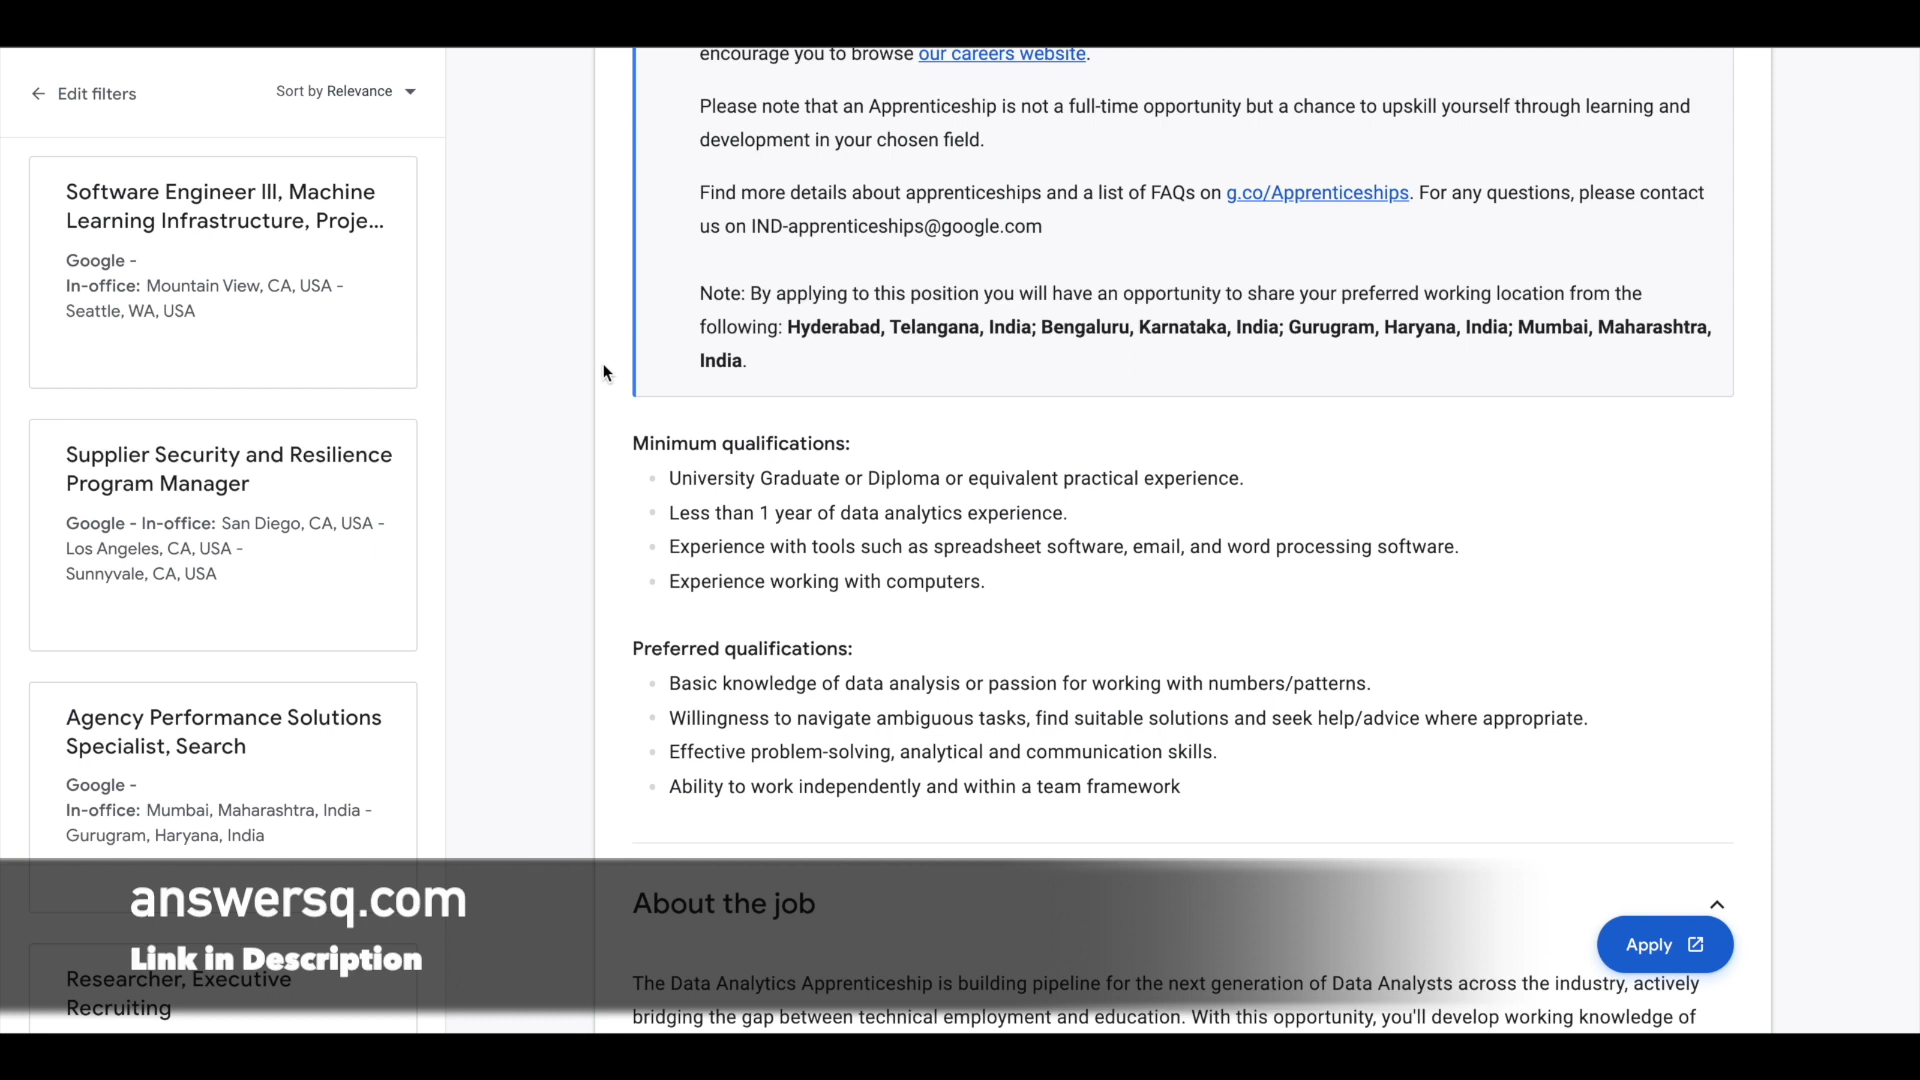 Edit filters
Sort by Relevance
Software Engineer III, Machine
Learning Infrastructure, Proje...
Google -
In-office: Mountain View, CA, USA -
Seattle, WA, USA
Supplier Security and Resilience
Program Manager
Google - In-office: San Diego, CA, USA -
Los Angeles, CA, USA -
Sunnyvale, CA, USA
Agency Performance Solutions
Specialist, Search
Google -
In-office: Mumbai, Maharashtra, India -
Gurugram, Haryana, India
Researcher, Executive
Recruiting
encourage you to browse our careers website.
Please note that an Apprenticeship is not a full-time opportunity but a chance to upskill yourself through learning and
development in your chosen field.
Find more details about apprenticeships and a list of FAQs on g.co/Apprenticeships. For any questions, please contact
us on IND-apprenticeships@google.com
Note: By applying to this position you will have an opportunity to share your preferred working location from the
following: Hyderabad, Telangana, India; Bengaluru, Karnataka, India; Gurugram, Haryana, India; Mumbai, Maharashtra,
India.
Minimum qualifications:
University Graduate or Diploma or equivalent practical experience.
Less than 1 year of data analytics experience.
Experience with tools such as spreadsheet software, email, and word processing software.
Experience working with computers.
Preferred qualifications:
Basic knowledge of data analysis or passion for working with numbers/patterns.
Willingness to navigate ambiguous tasks, find suitable solutions and seek help/advice where appropriate.
Effective problem-solving, analytical and communication skills.
Ability to work independently and within a team framework
About the job
Apply
The Data Analytics Apprenticeship is building pipeline for the next generation of Data Analysts across the industry, actively
bridging the gap between technical employment and education. With this opportunity, you'll develop working knowledge of
answersq.com
Link in Description